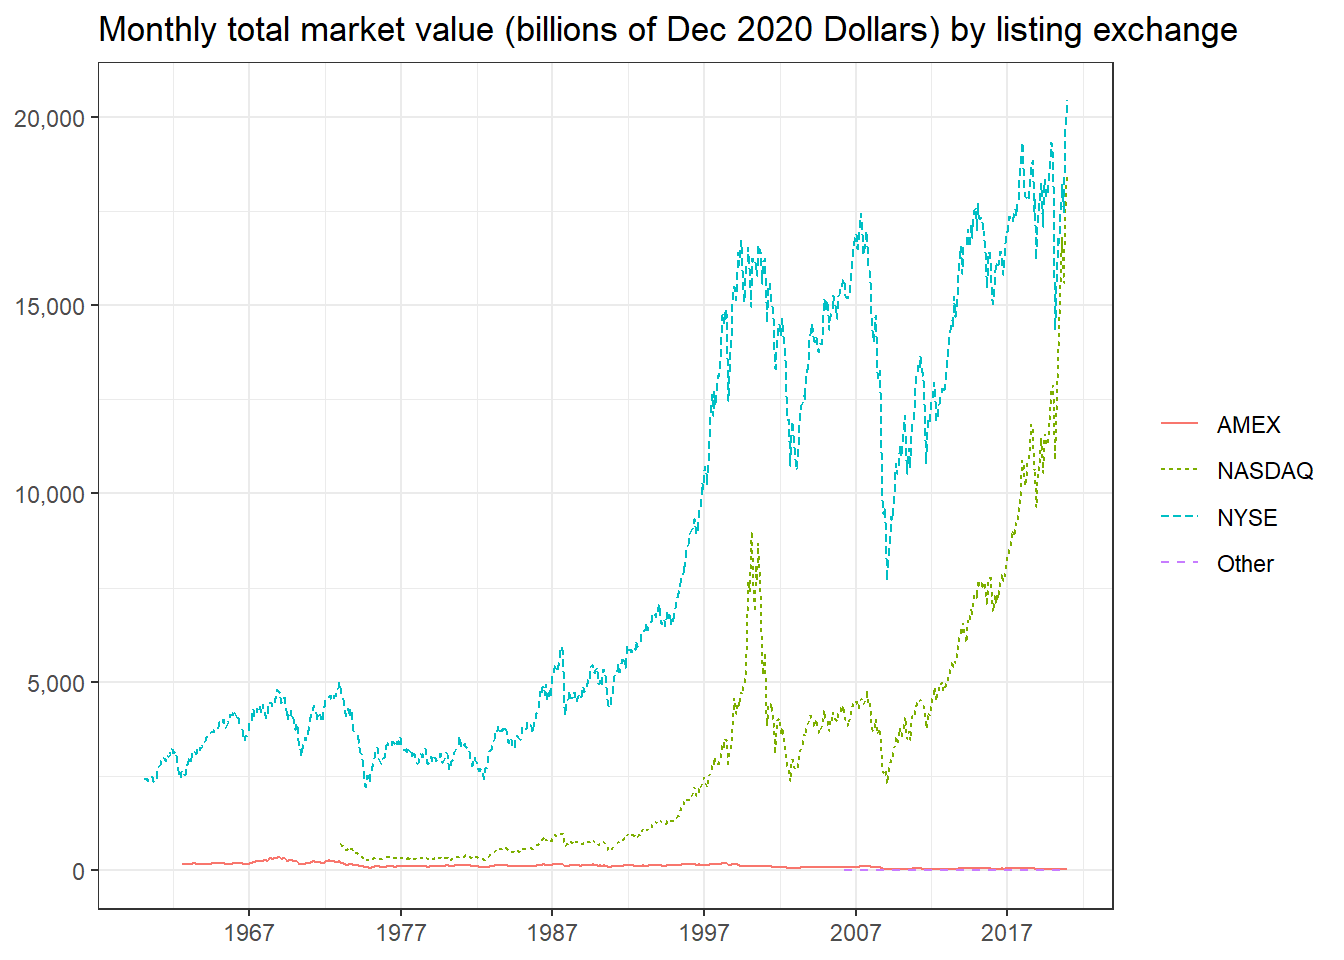 Monthly total market value (billions of Dec 2020 Dollars) by listing exchange
20,000
15,000
10,000
5,000
0
1967 1977 1987 1997 2007 2017
AMEX
NASDAQ
NYSE
Other